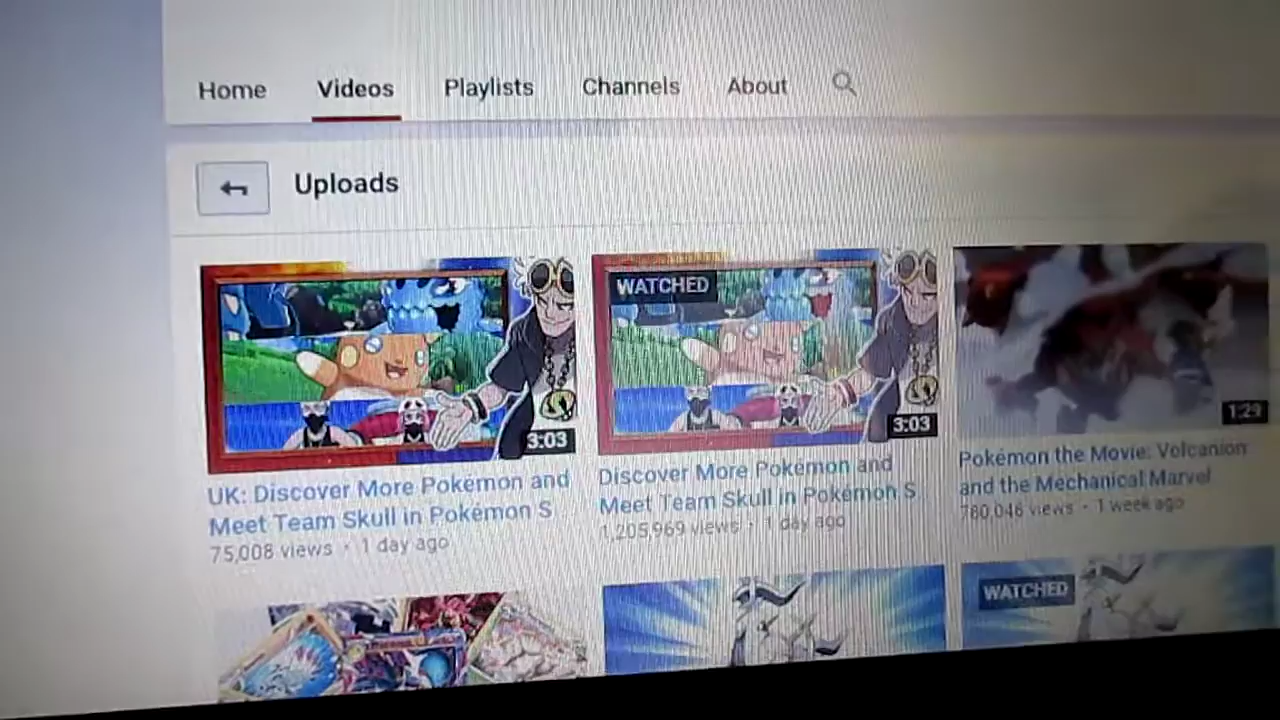 Home Videos Playlists Channels About
Uploads
WATCHED
3:03
3:03
1:29
UK: Discover More Pokémon and
Meet Team Skull in Pokémon S
75,008 views · 1 day ago
Discover More Pokémon and
Meet Team Skull in Pokémon S
1,205,969 views · 1 day ago
Pokémon the Movie: Volcanion
and the Mechanical Marvel
780,046 views · 1 week ago
WATCHED